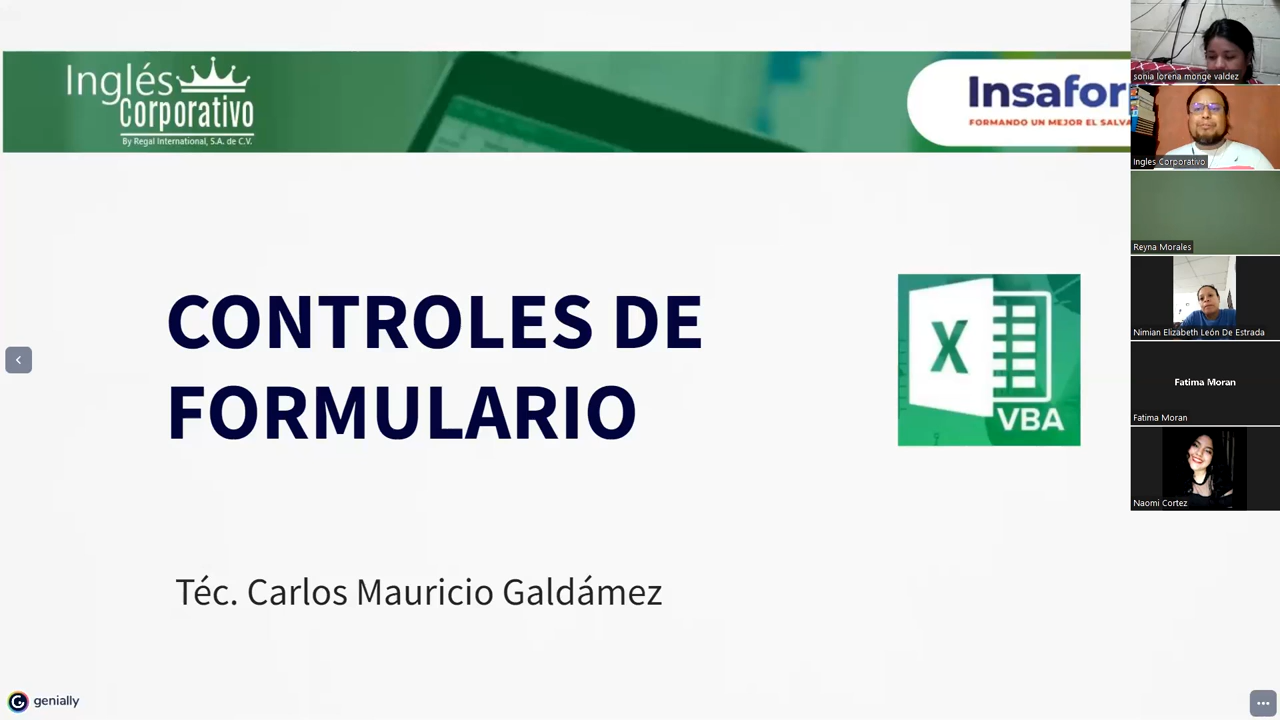 Inglés
Corporativo
By Regal International, S.A. de C.V.
Insafor
FORMANDO UN MEJOR EL SALVA
CONTROLES DE
FORMULARIO
X
VBA
Téc. Carlos Mauricio Galdámez
genially
sonia lorena monge valdez
Ingles Corporativo
Reyna Morales
Nimian Elizabeth León De Estrada
Fatima Moran
Fatima Moran
Naomi Cortez